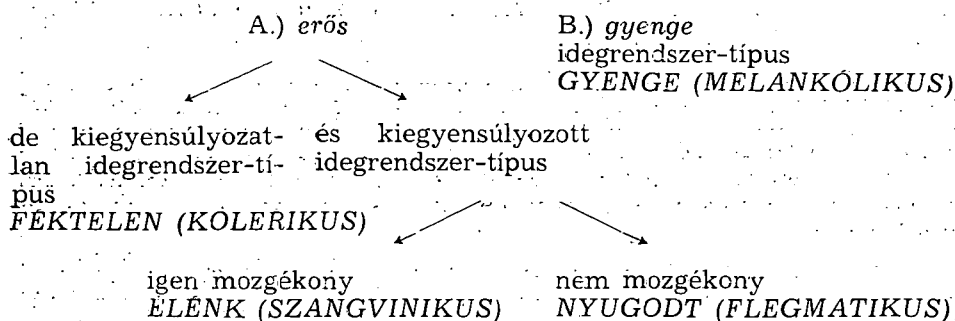 A.) erős
B.) gyenge
idegrendszer-típus
GYENGE (MELANKÓLIKUS)
de kiegyensúlyozat-
lan idegrendszer-tí-
pus
FÉKTELEN (KOLERIKUS)
és kiegyensúlyozott
idegrendszer-típus
igen mozgékony
ÉLÉNK (SZANGVINIKUS)
nem mozgékony
NYUGODT (FLEGMATIKUS)